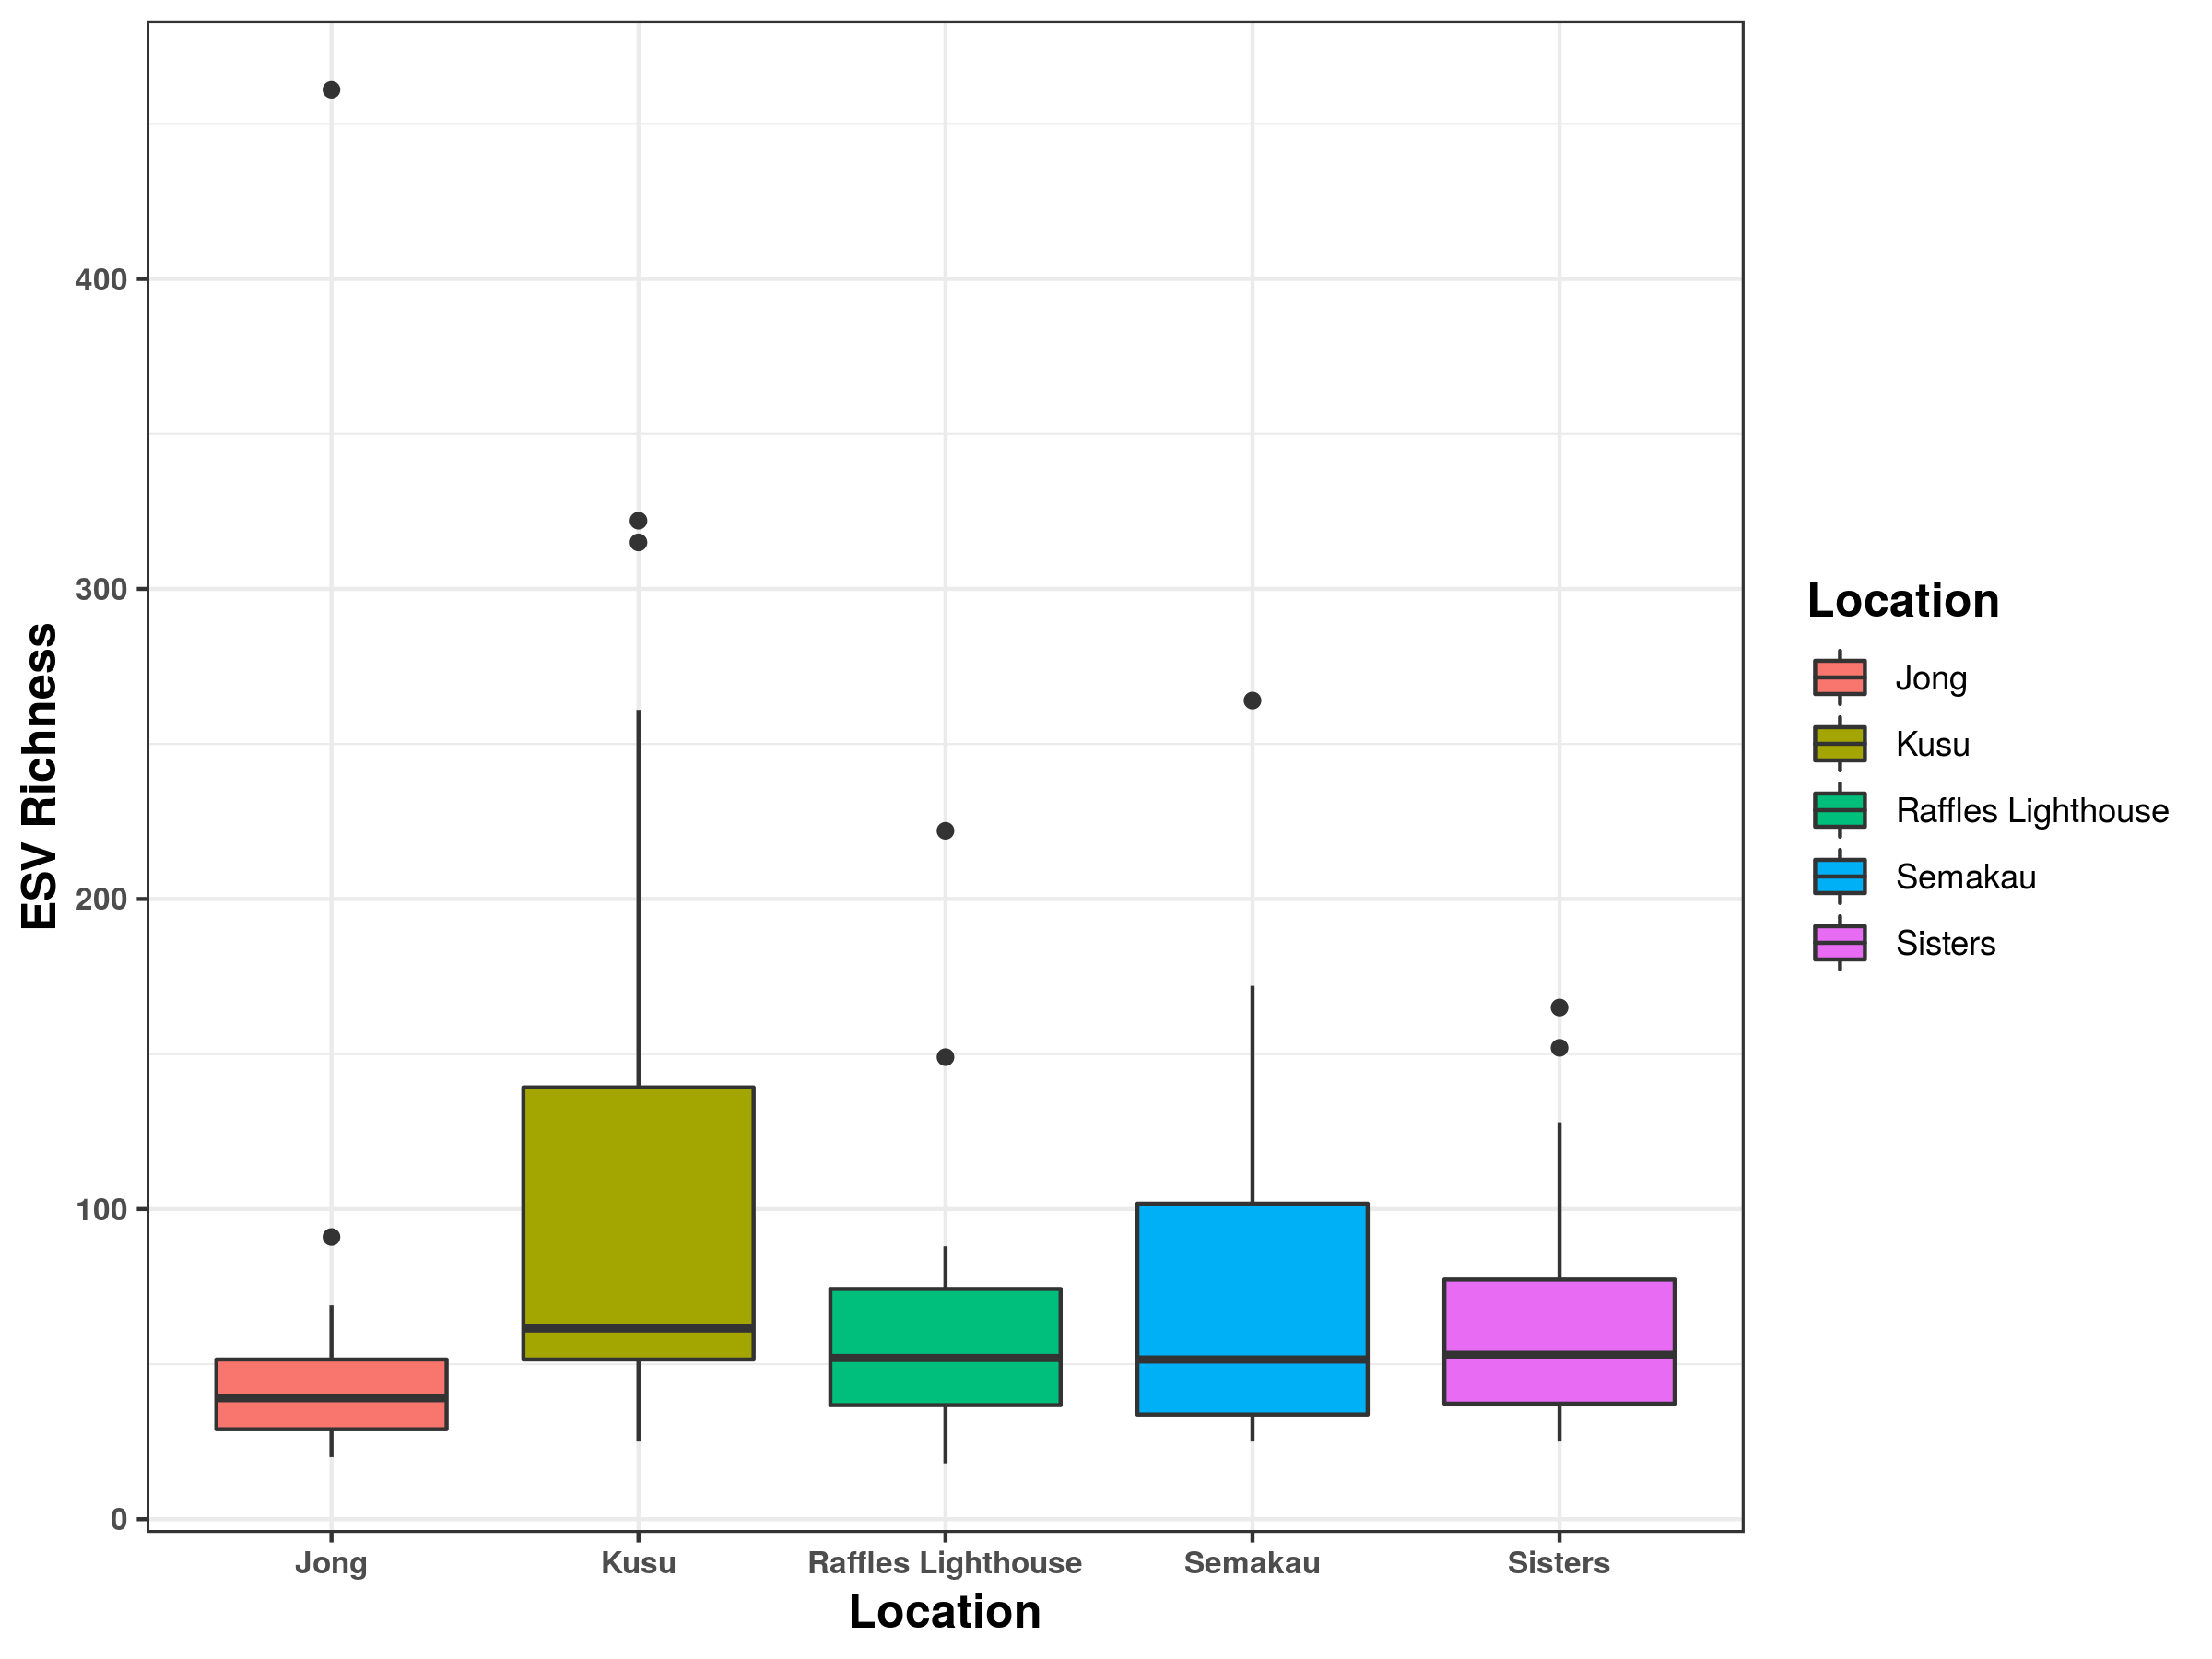 ESV Richness
400
300
200
100
0
Jong
Kusu
Raffles Lighthouse
Semakau
Sisters
Location
Location
Jong
Kusu
Raffles Lighthouse
Semakau
Sisters